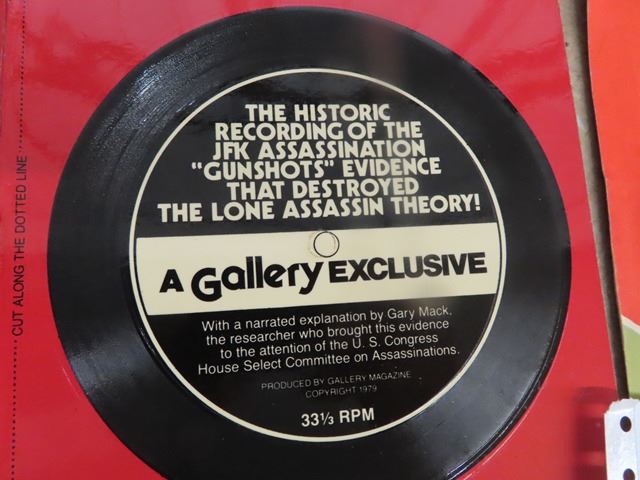 CUT ALONG THE DOTTED LINE
THE HISTORIC
RECORDING OF THE
JFK ASSASSINATION
“GUNSHOTS” EVIDENCE
THAT DESTROYED
THE LONE ASSASSIN THEORY!
A Gallery EXCLUSIVE
With a narrated explanation by Gary Mack,
the researcher who brought this evidence
to the attention of the U. S. Congress
House Select Committee on Assassinations.
PRODUCED BY GALLERY MAGAZINE
COPYRIGHT 1979
33⅓ RPM